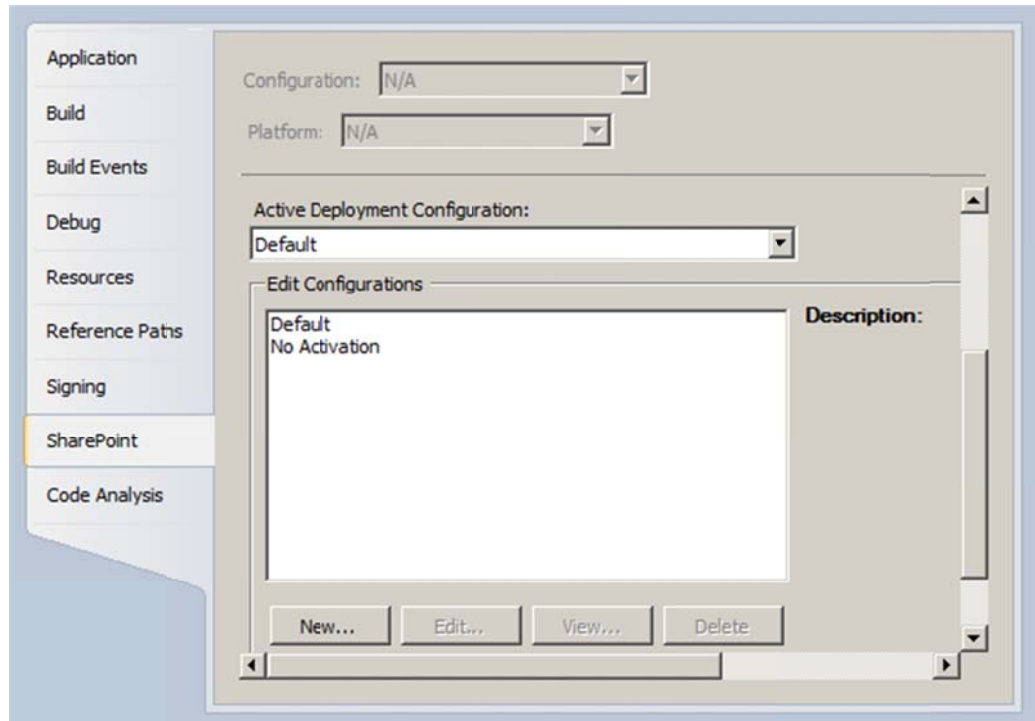 Application
Build
Build Events
Debug
Resources
Reference Paths
Signing
SharePoint
Code Analysis
Configuration: N/A
Platform: N/A
Active Deployment Configuration:
Default
Edit Configurations
Default
No Activation
Description:
New... Edit... View... Delete